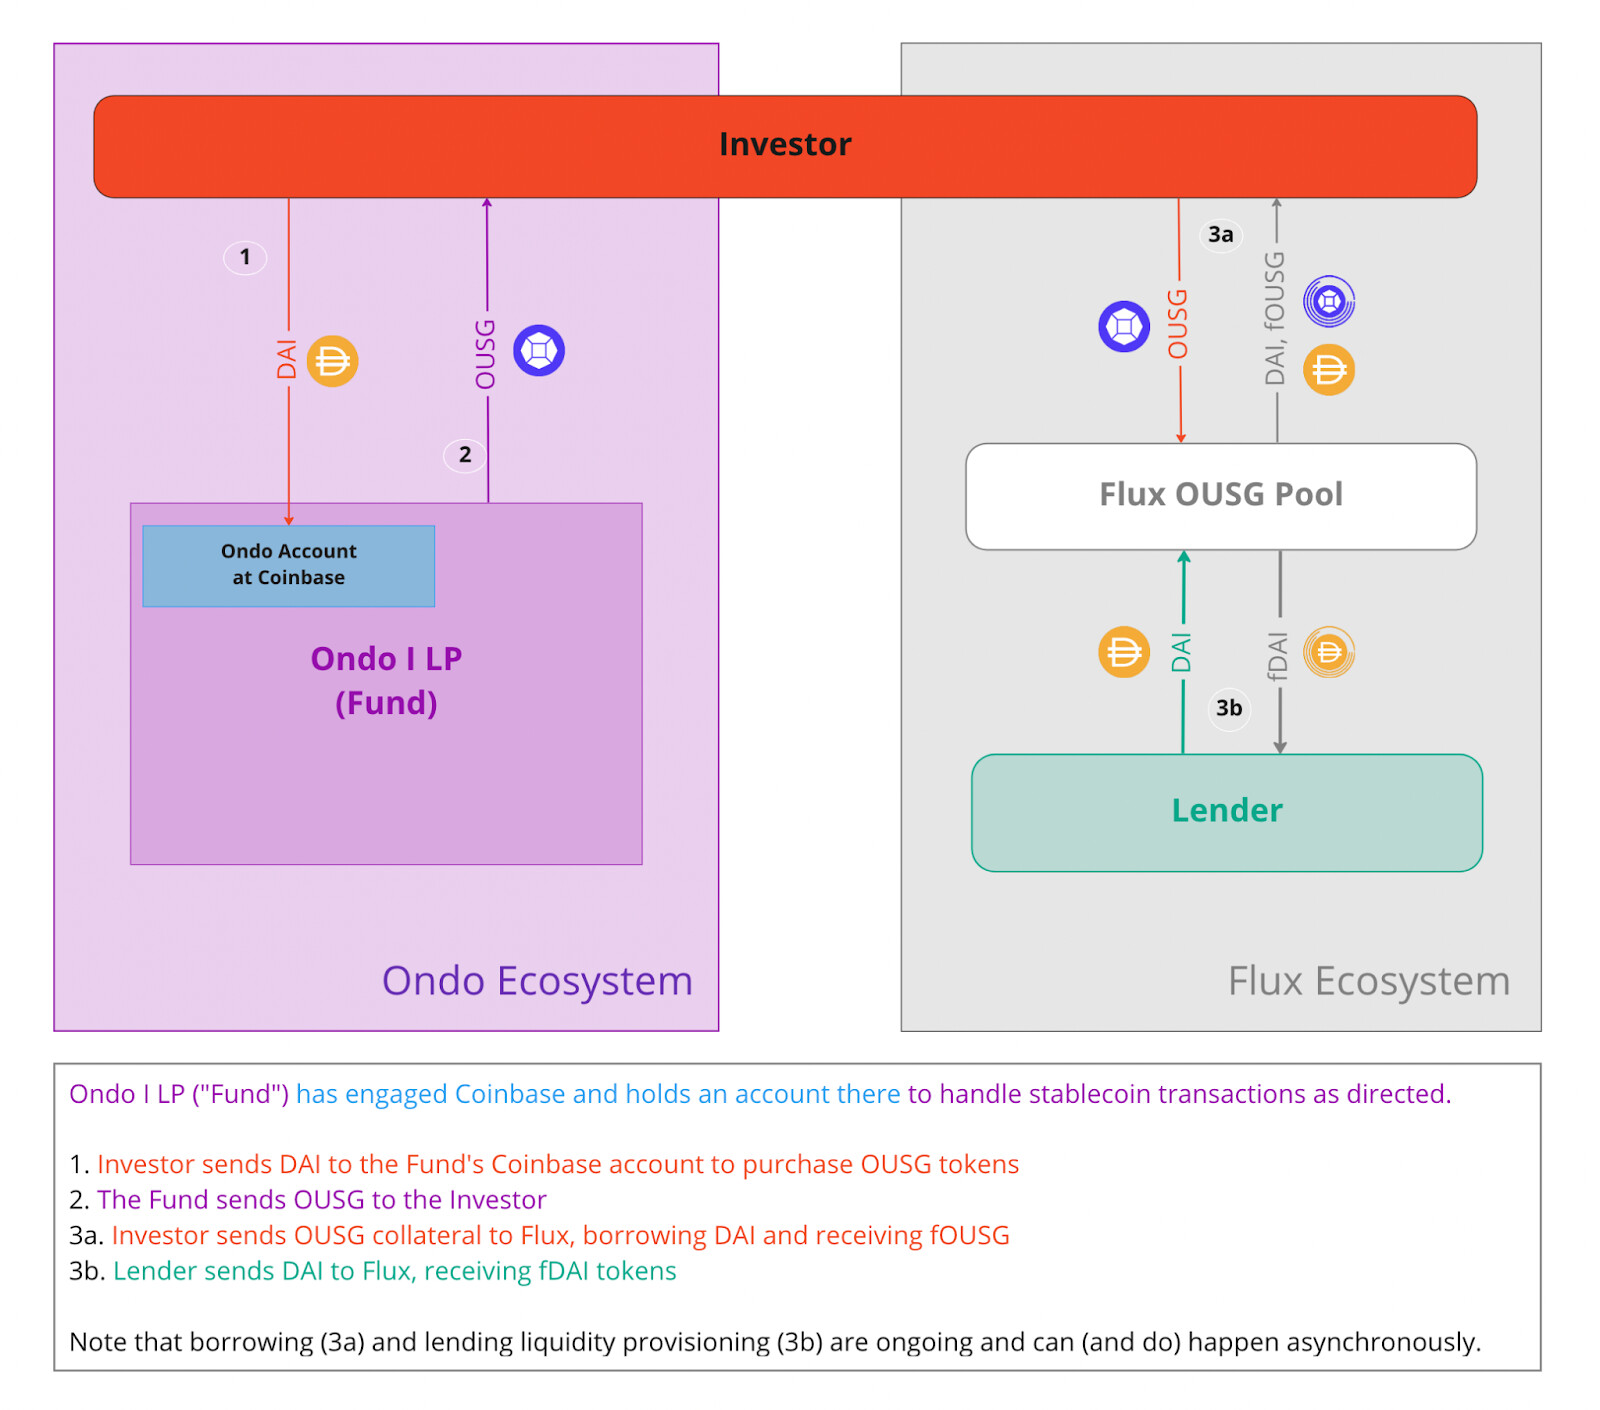 Investor
1
3a
DAI
OUSG
OUSG
DAI, fOUSG
2
Flux OUSG Pool
Ondo Account
at Coinbase
Ondo I LP
(Fund)
DAI
fDAI
3b
Lender
Ondo Ecosystem
Flux Ecosystem
Ondo I LP ("Fund") has engaged Coinbase and holds an account there to handle stablecoin transactions as directed.
1. Investor sends DAI to the Fund's Coinbase account to purchase OUSG tokens
2. The Fund sends OUSG to the Investor
3a. Investor sends OUSG collateral to Flux, borrowing DAI and receiving fOUSG
3b. Lender sends DAI to Flux, receiving fDAI tokens
Note that borrowing (3a) and lending liquidity provisioning (3b) are ongoing and can (and do) happen asynchronously.